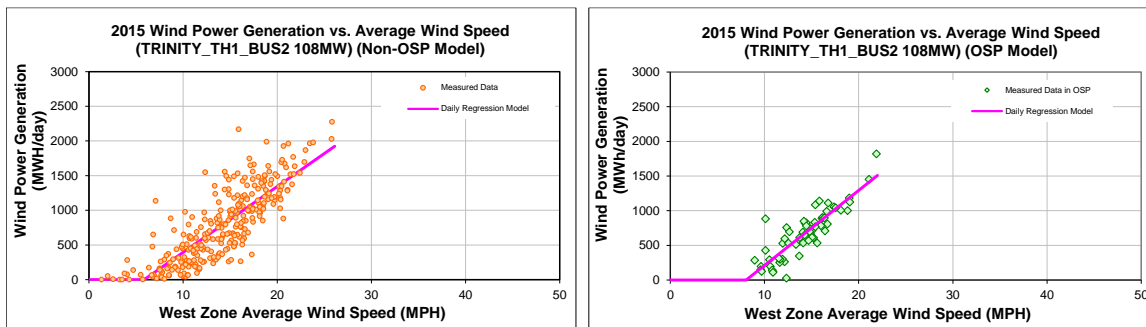 2015 Wind Power Generation vs. Average Wind Speed
(TRINITY_TH1_BUS2 108MW) (Non-OSP Model)
Wind Power Generation
(MWH/day)
3000
2500
2000
1500
1000
500
0
Measured Data
Daily Regression Model
0 10 20 30 40 50
West Zone Average Wind Speed (MPH)
2015 Wind Power Generation vs. Average Wind Speed
(TRINITY_TH1_BUS2 108MW) (OSP Model)
Wind Power Generation
(MWh/day)
3000
2500
2000
1500
1000
500
0
Measured Data in OSP
Daily Regression Model
0 10 20 30 40 50
West Zone Average Wind Speed (MPH)